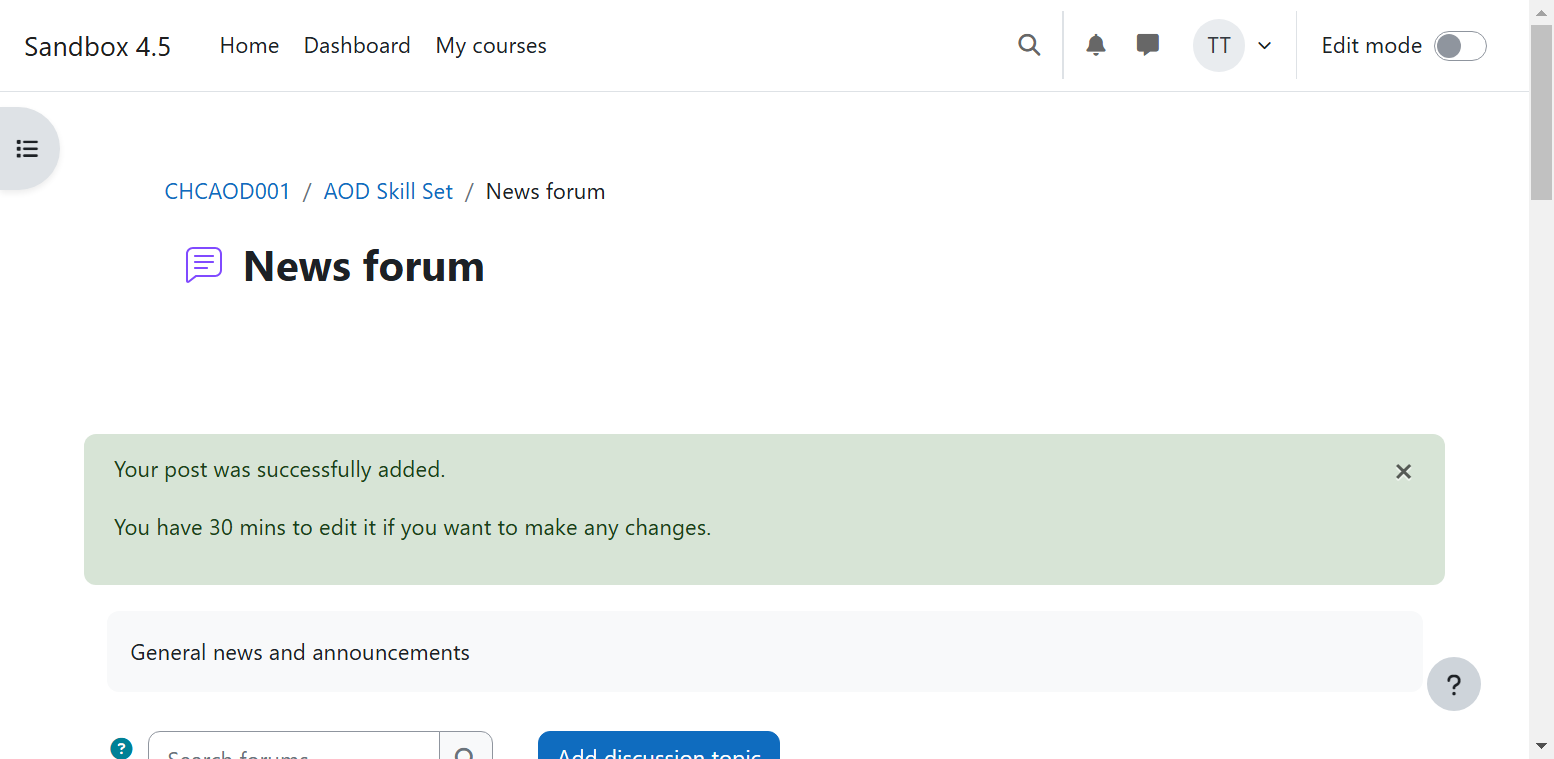 Sandbox 4.5 Home Dashboard My courses TT Edit mode
CHCAOD001 / AOD Skill Set / News forum
News forum
Your post was successfully added.
You have 30 mins to edit it if you want to make any changes.
General news and announcements
?
? Search forums Add discussion topic